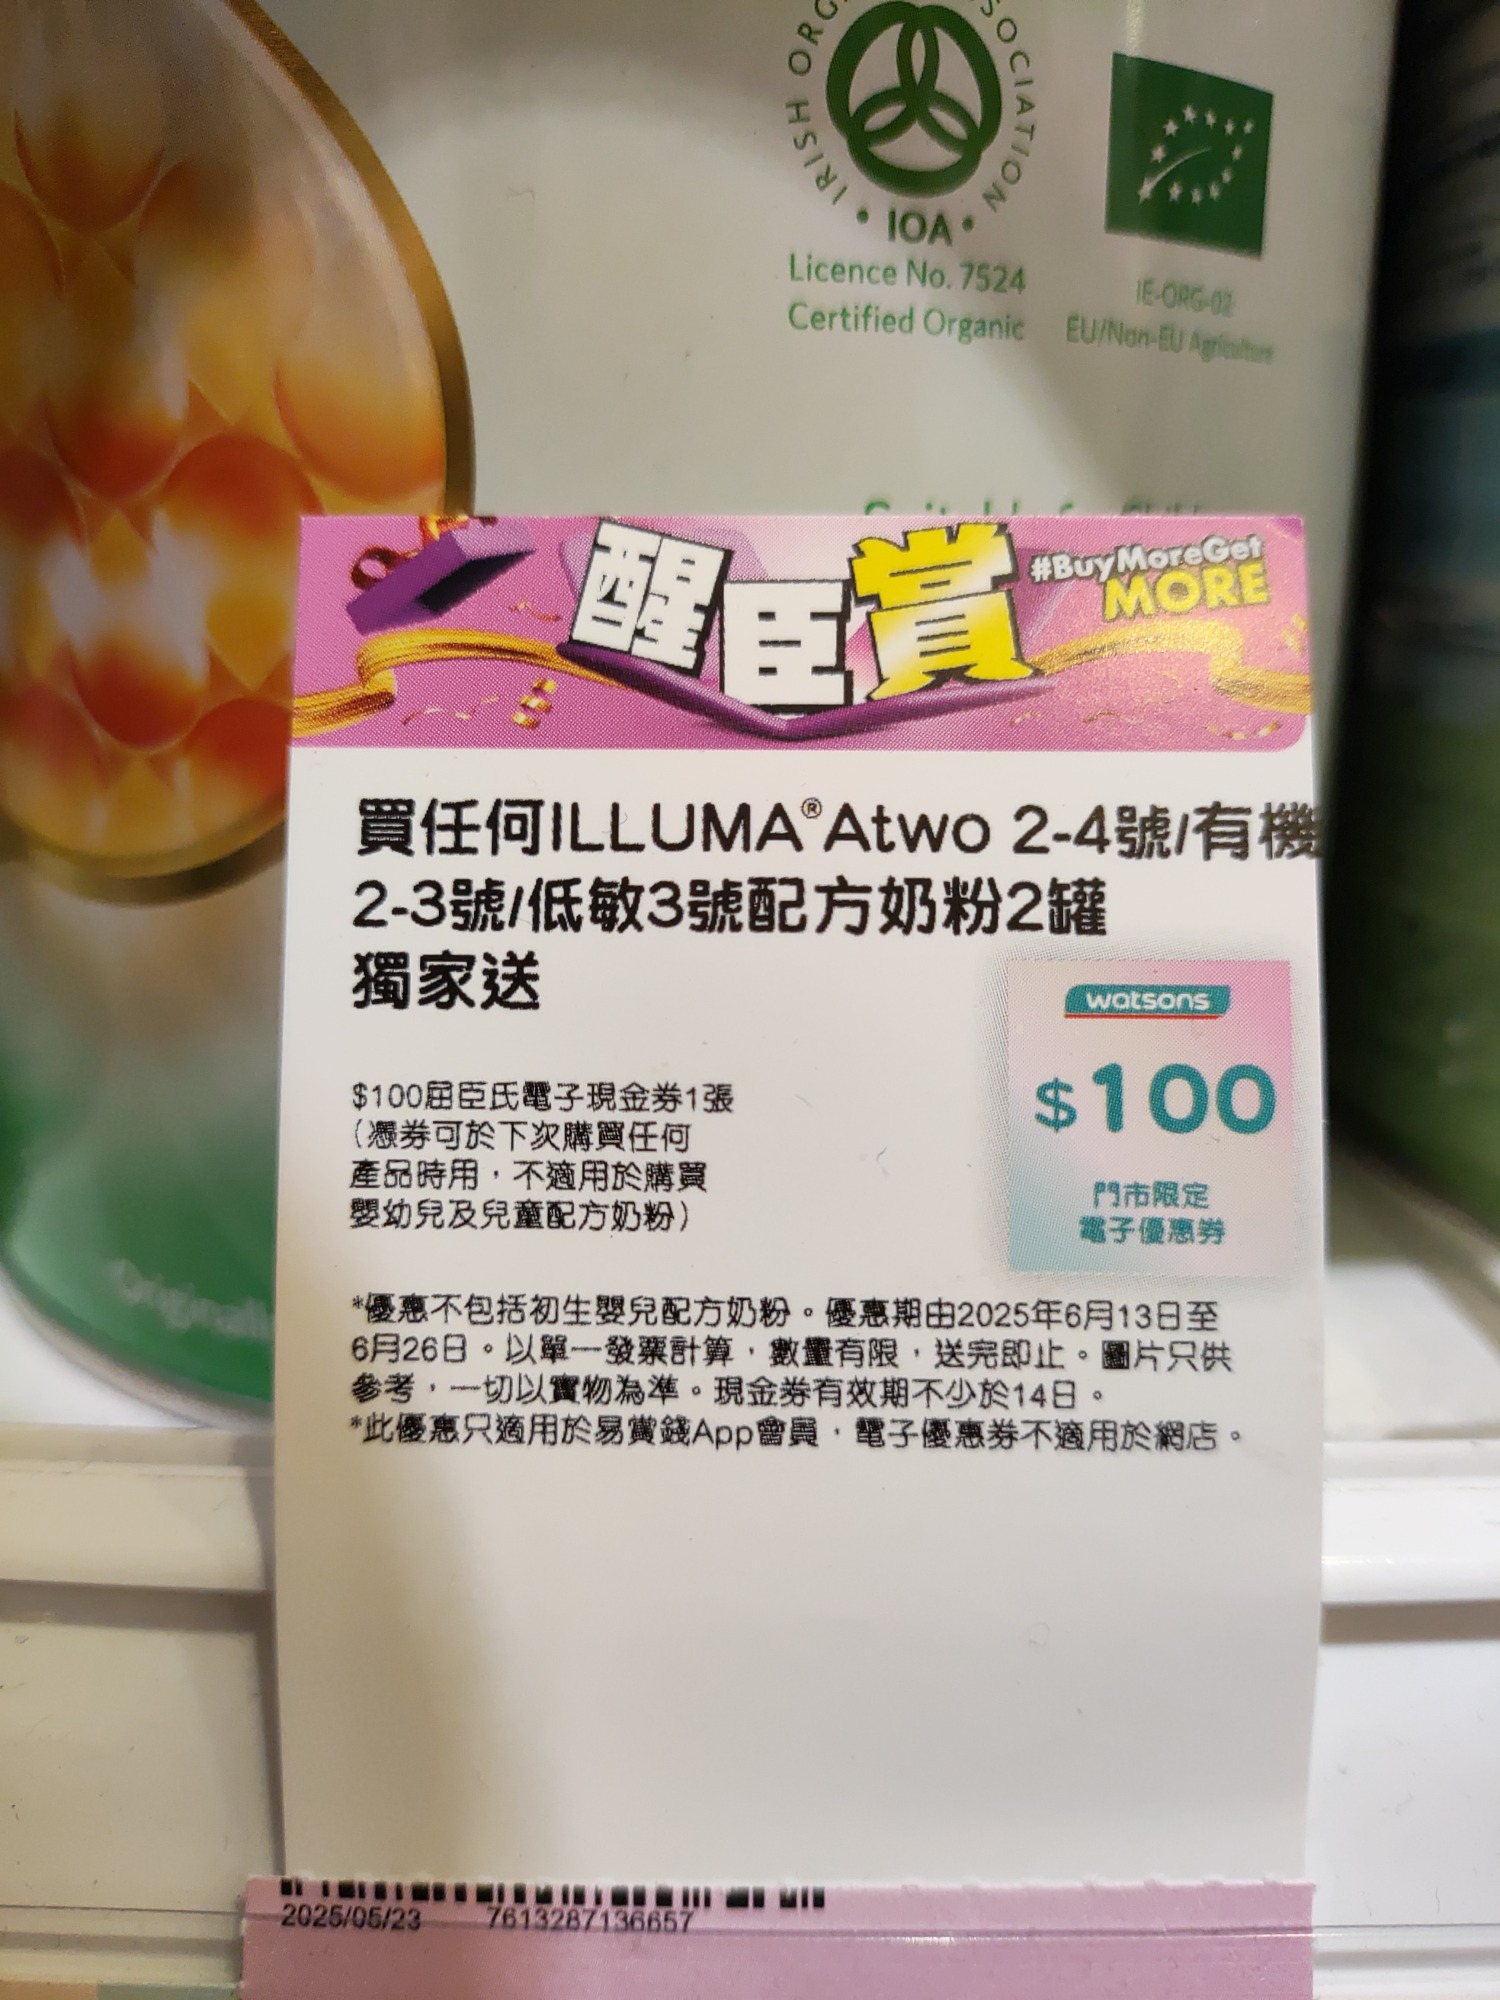 IRISH ORG
SOCIATION
• IOA •
Licence No. 7524
Certified Organic
IE-ORG-02
EU/Non-EU Agriculture
醒臣賞
#BuyMoreGet
MORE
買任何ILLUMA®Atwo 2-4號/有機
2-3號/低敏3號配方奶粉2罐
獨家送
watsons
$100
門市限定
電子優惠券
$100屈臣氏電子現金券1張
(憑券可於下次購買任何
產品時用，不適用於購買
嬰幼兒及兒童配方奶粉)
*優惠不包括初生嬰兒配方奶粉。優惠期由2025年6月13日至
6月26日。以單一發票計算，數量有限，送完即止。圖片只供
參考，一切以實物為準。現金券有效期不少於14日。
*此優惠只適用於易賞錢App會員，電子優惠券不適用於網店。
2025/05/23 7613287136657